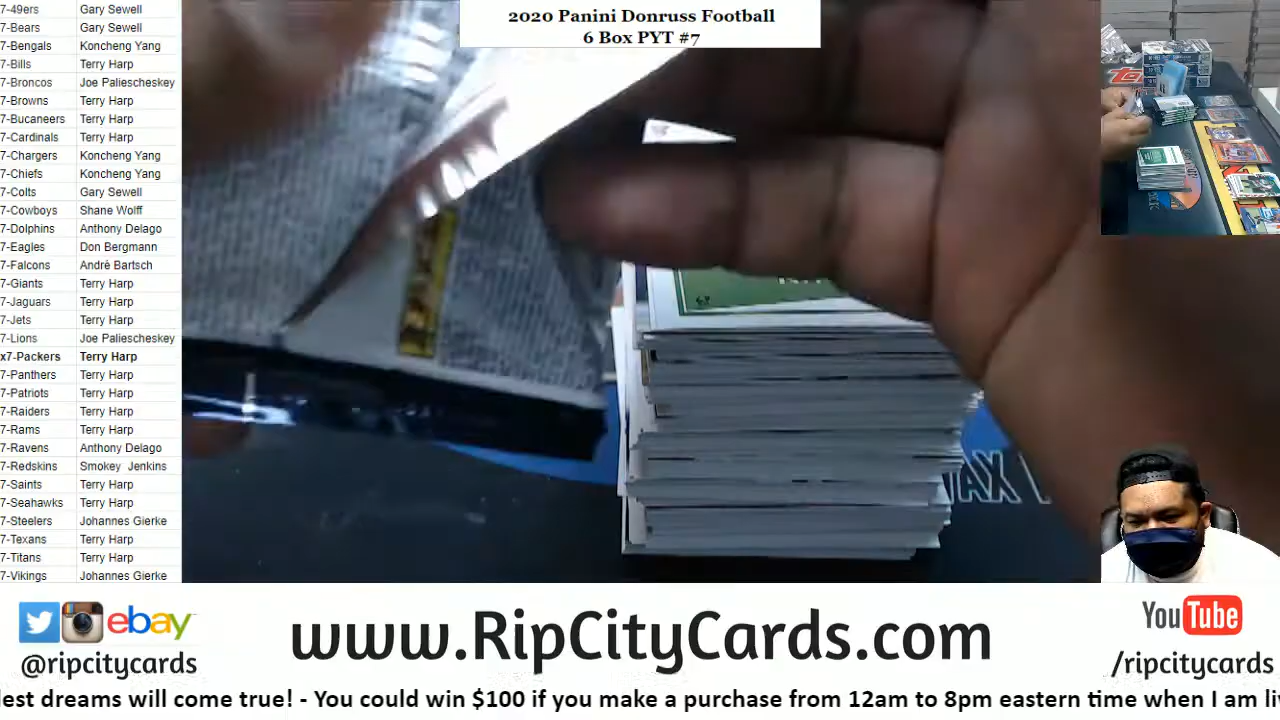 2020 Panini Donruss Football
6 Box PYT #7
7-49ers Gary Sewell
7-Bears Gary Sewell
7-Bengals Koncheng Yang
7-Bills Terry Harp
7-Broncos Joe Paliescheskey
7-Browns Terry Harp
7-Bucaneers Terry Harp
7-Cardinals Terry Harp
7-Chargers Koncheng Yang
7-Chiefs Koncheng Yang
7-Colts Gary Sewell
7-Cowboys Shane Wolff
7-Dolphins Anthony Delago
7-Eagles Don Bergmann
7-Falcons Andrè Bartsch
7-Giants Terry Harp
7-Jaguars Terry Harp
7-Jets Terry Harp
7-Lions Joe Paliescheskey
x7-Packers Terry Harp
7-Panthers Terry Harp
7-Patriots Terry Harp
7-Raiders Terry Harp
7-Rams Terry Harp
7-Ravens Anthony Delago
7-Redskins Smokey Jenkins
7-Saints Terry Harp
7-Seahawks Terry Harp
7-Steelers Johannes Gierke
7-Texans Terry Harp
7-Titans Terry Harp
7-Vikings Johannes Gierke
ebay
@ripcitycards
www.RipCityCards.com
YouTube
/ripcitycards
lest dreams will come true! - You could win $100 if you make a purchase from 12am to 8pm eastern time when I am li